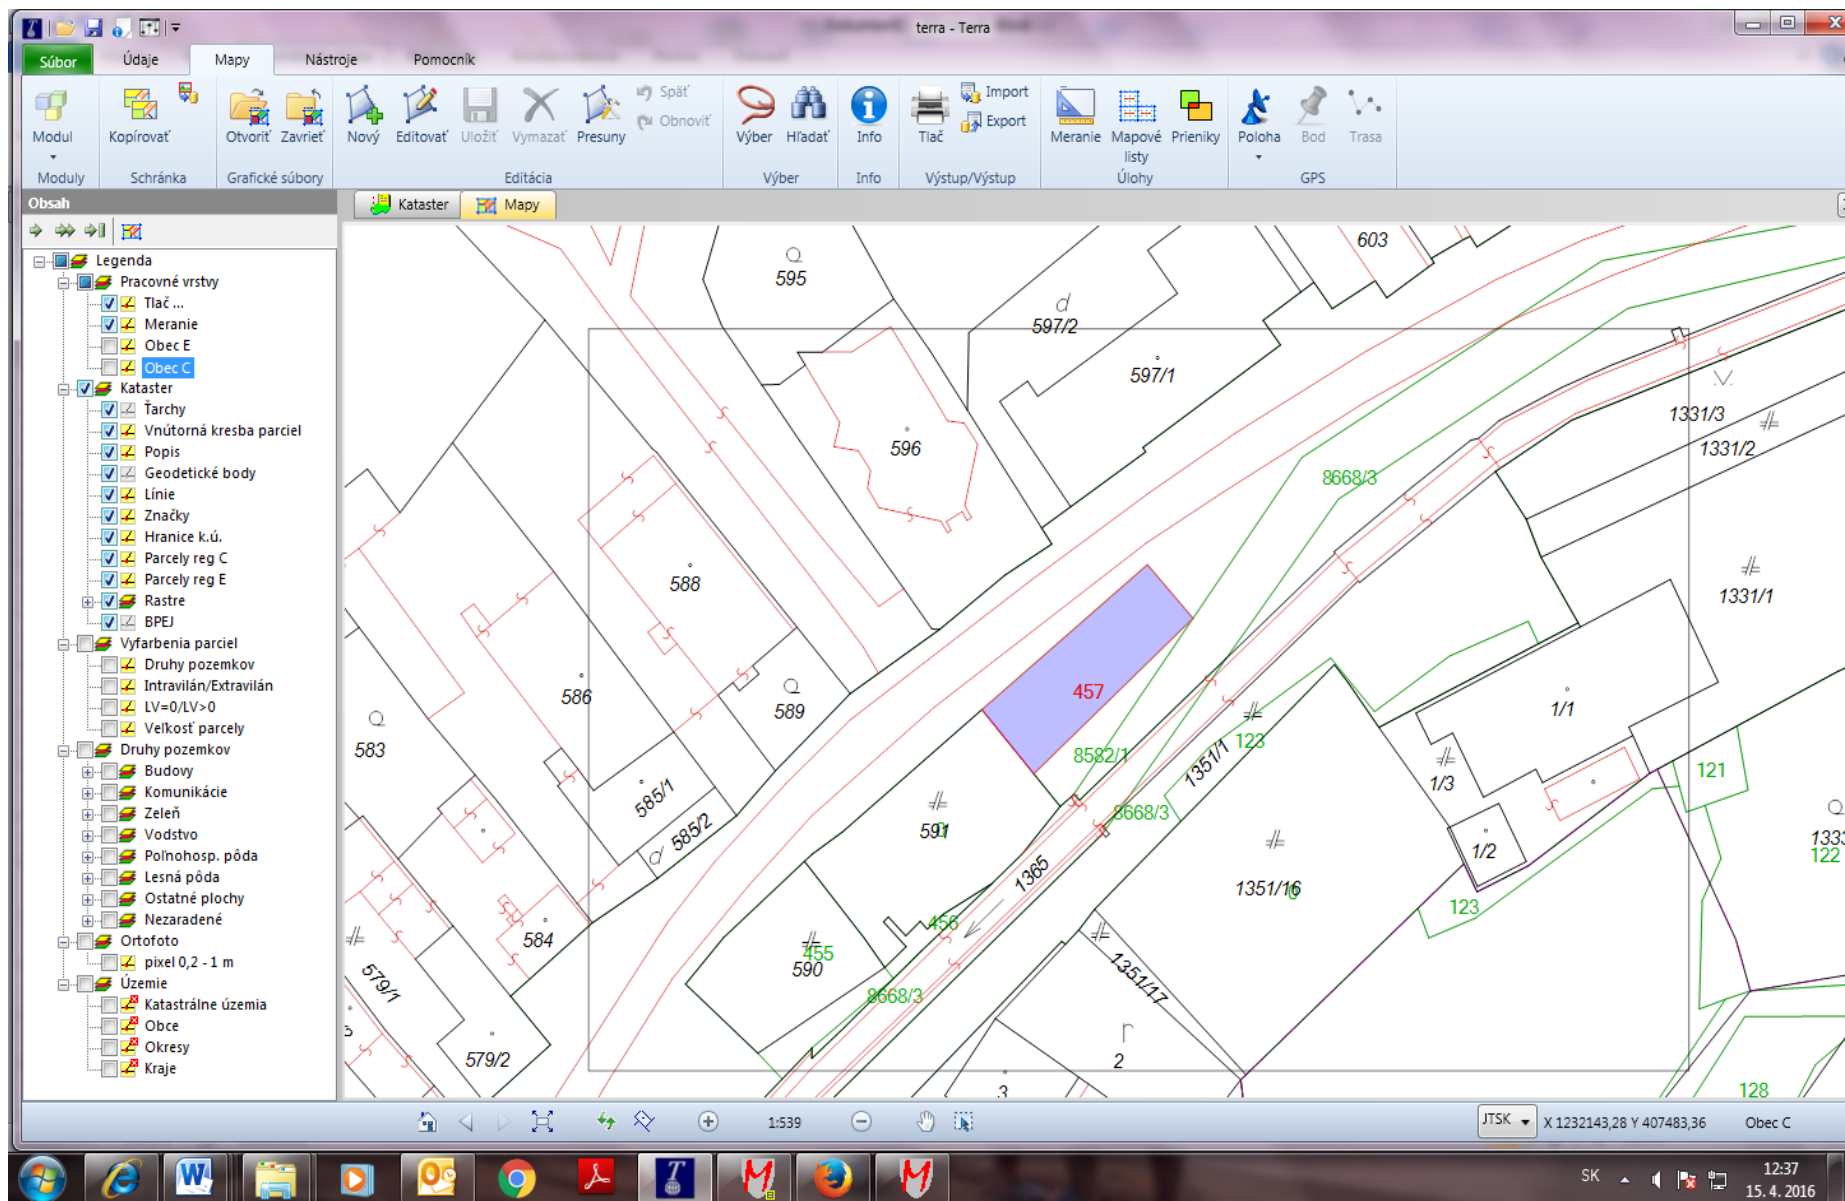 terra - Terra
Súbor
Údaje
Mapy
Nástroje
Pomocník
Modul
Kopírovať
Otvoriť
Zavrieť
Nový
Editovať
Uložiť
Vymazať
Presuny
Späť
Obnoviť
Výber
Hľadať
Info
Tlač
Import
Export
Meranie
Mapové listy
Prieniky
Poloha
Bod
Trasa
Moduly
Schránka
Grafické súbory
Editácia
Výber
Info
Výstup/Výstup
Úlohy
GPS
Obsah
Kataster
Mapy
Legenda
Pracovné vrstvy
Tlač ...
Meranie
Obec E
Obec C
Kataster
Ťarchy
Vnútorná kresba parciel
Popis
Geodetické body
Línie
Značky
Hranice k.ú.
Parcely reg C
Parcely reg E
Rastre
BPEJ
Vyfarbenia parciel
Druhy pozemkov
Intravilán/Extravilán
LV=0/LV>0
Veľkosť parcely
Druhy pozemkov
Budovy
Komunikácie
Zeleň
Vodstvo
Poľnohosp. pôda
Lesná pôda
Ostatné plochy
Nezaradené
Ortofoto
pixel 0,2 - 1 m
Územie
Katastrálne územia
Obce
Okresy
Kraje
603
595
597/2
597/1
596
1331/3
1331/2
8668/3
588
1331/1
586
589
457
1/1
583
8582/1
123
1351/1
1/3
121
585/1
585/2
591
8668/3
1/2
122
1365
1351/16
123
584
456
590
455
8668/3
579/1
1351/17
579/2
2
3
128
1:539
JTSK
X 1232143,28 Y 407483,36
Obec C
SK
12:37
15. 4. 2016